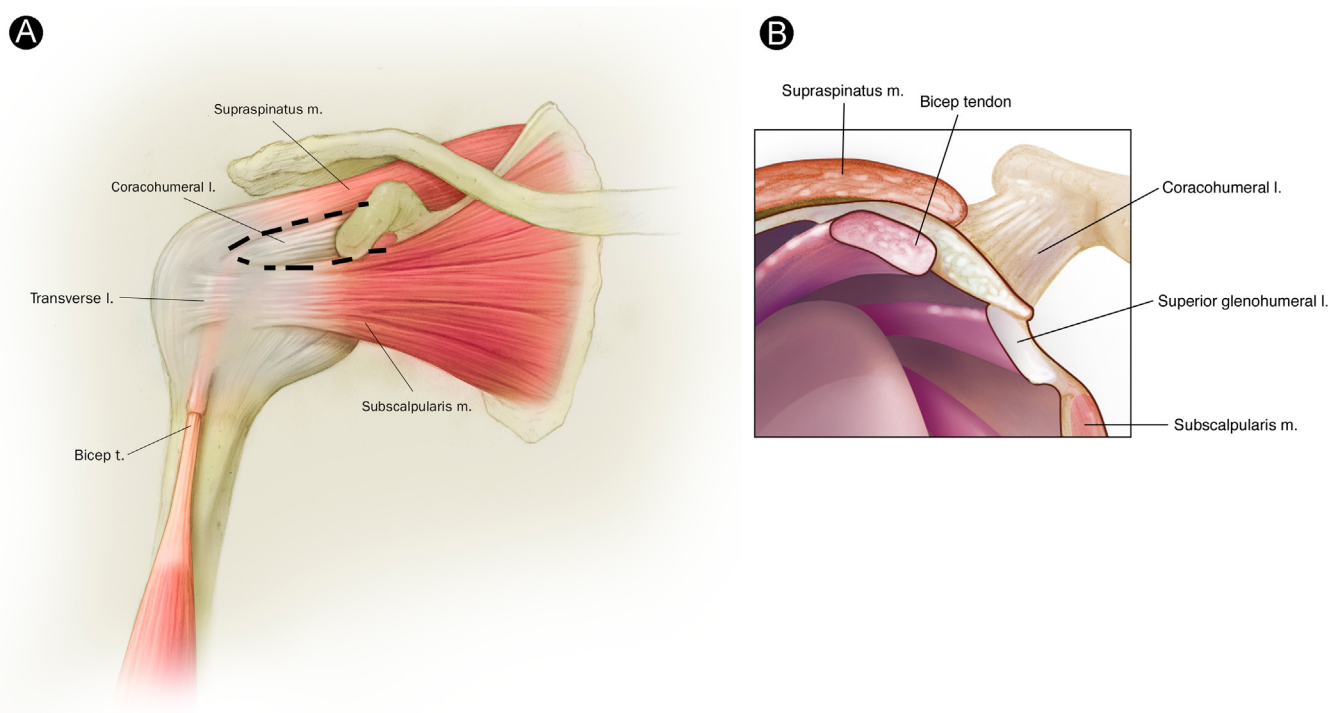 A
Supraspinatus m.
Coracohumeral l.
Transverse l.
Subscalpularis m.
Bicep t.
B
Supraspinatus m.
Bicep tendon
Coracohumeral l.
Superior glenohumeral l.
Subscalpularis m.